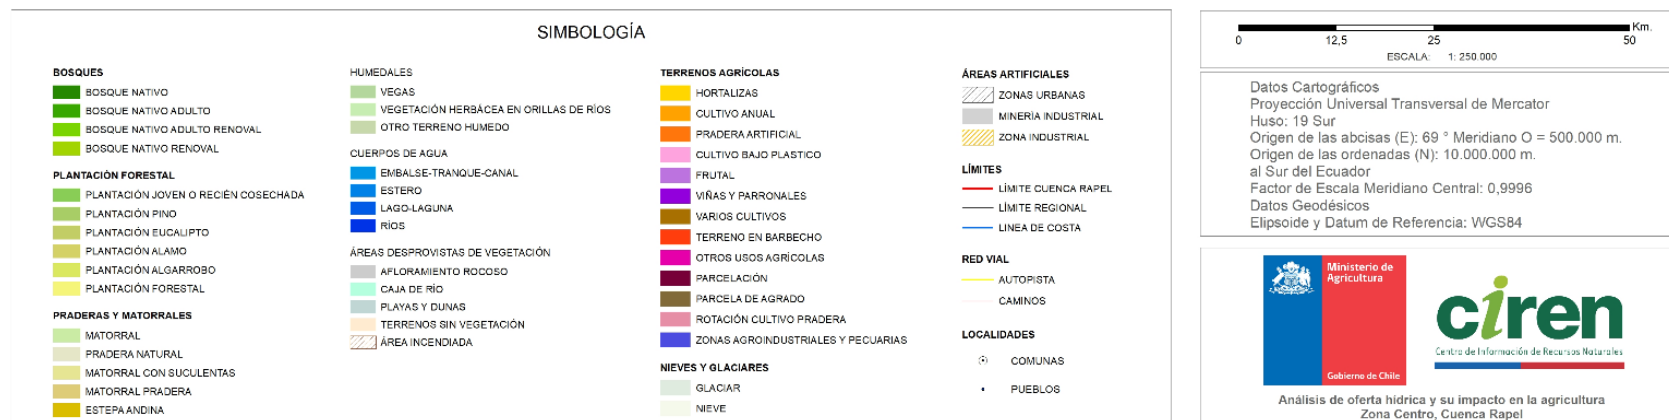 SIMBOLOGÍA
BOSQUES
BOSQUE NATIVO
BOSQUE NATIVO ADULTO
BOSQUE NATIVO ADULTO RENOVAL
BOSQUE NATIVO RENOVAL
PLANTACIÓN FORESTAL
PLANTACIÓN JOVEN O RECIÉN COSECHADA
PLANTACIÓN PINO
PLANTACIÓN EUCALIPTO
PLANTACIÓN ALAMO
PLANTACIÓN ALGARROBO
PLANTACIÓN FORESTAL
PRADERAS Y MATORRALES
MATORRAL
PRADERA NATURAL
MATORRAL CON SUCULENTAS
MATORRAL PRADERA
ESTEPA ANDINA
HUMEDALES
VEGAS
VEGETACIÓN HERBÁCEA EN ORILLAS DE RÍOS
OTRO TERRENO HUMEDO
CUERPOS DE AGUA
EMBALSE-TRANQUE-CANAL
ESTERO
LAGO-LAGUNA
RÍOS
ÁREAS DESPROVISTAS DE VEGETACIÓN
AFLORAMIENTO ROCOSO
CAJA DE RÍO
PLAYAS Y DUNAS
TERRENOS SIN VEGETACIÓN
ÁREA INCENDIADA
TERRENOS AGRÍCOLAS
HORTALIZAS
CULTIVO ANUAL
PRADERA ARTIFICIAL
CULTIVO BAJO PLASTICO
FRUTAL
VIÑAS Y PARRONALES
VARIOS CULTIVOS
TERRENO EN BARBECHO
OTROS USOS AGRÍCOLAS
PARCELACIÓN
PARCELA DE AGRADO
ROTACIÓN CULTIVO PRADERA
ZONAS AGROINDUSTRIALES Y PECUARIAS
NIEVES Y GLACIARES
GLACIAR
NIEVE
ÁREAS ARTIFICIALES
ZONAS URBANAS
MINERÍA INDUSTRIAL
ZONA INDUSTRIAL
LÍMITES
LÍMITE CUENCA RAPEL
LÍMITE REGIONAL
LINEA DE COSTA
RED VIAL
AUTOPISTA
CAMINOS
LOCALIDADES
COMUNAS
PUEBLOS
Km.
0 12,5 25 50
ESCALA: 1: 250.000
Datos Cartográficos
Proyección Universal Transversal de Mercator
Huso: 19 Sur
Origen de las abcisas (E): 69 ° Meridiano O = 500.000 m.
Origen de las ordenadas (N): 10.000.000 m.
al Sur del Ecuador
Factor de Escala Meridiano Central: 0,9996
Datos Geodésicos
Elipsoide y Datum de Referencia: WGS84
Ministerio de
Agricultura
Gobierno de Chile
ciren
Centro de Información de Recursos Naturales
Análisis de oferta hídrica y su impacto en la agricultura
Zona Centro, Cuenca Rapel